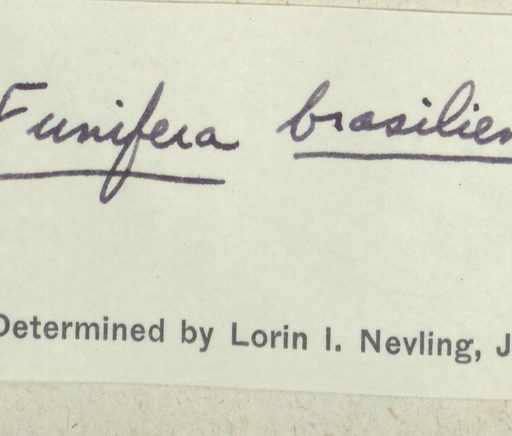 Funifera brasilien
Determined by Lorin I. Nevling, J